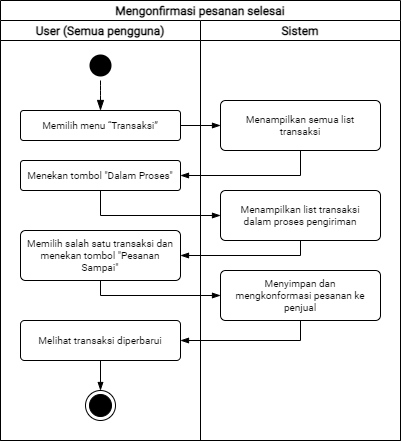 Mengonfirmasi pesanan selesai
User (Semua pengguna)
Sistem
Memilih menu "Transaksi"
Menampilkan semua list
transaksi
Menekan tombol "Dalam Proses"
Menampilkan list transaksi
dalam proses pengiriman
Memilih salah satu transaksi dan
menekan tombol "Pesanan
Sampai"
Menyimpan dan
mengkonformasi pesanan ke
penjual
Melihat transaksi diperbarui